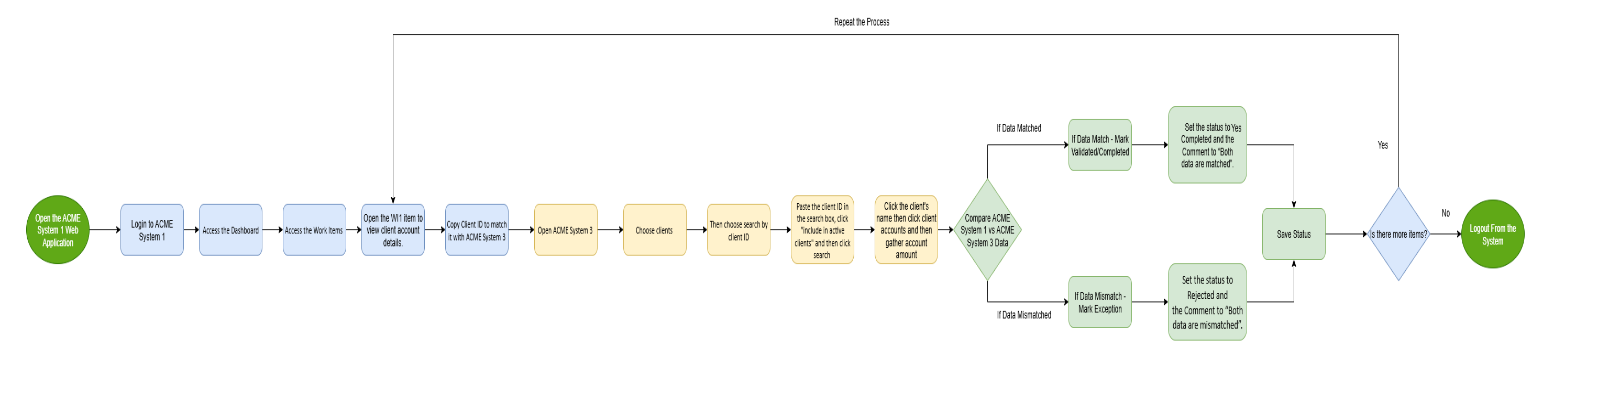 Repeat the Process
Open the ACME
System 1 Web
Application
Login to ACME
System 1
Access the Dashboard
Access the Work Items
Open the WI1 item to
view client account
details.
Copy Client ID to match
it with ACME System 3
Open ACME System 3
Choose clients
Then choose search by
client ID
Paste the client ID in
the search box, click
"include in active
clients" and then click
search
Click the client's
name then click client
accounts and then
gather account
amount
Compare ACME
System 1 vs ACME
System 3 Data
If Data Matched
If Data Match - Mark
Validated/Completed
Set the status to Yes
Completed and the
Comment to "Both
data are matched".
If Data Mismatched
If Data Mismatch -
Mark Exception
Set the status to
Rejected and
the Comment to "Both
data are mismatched".
Save Status
Is there more items?
Yes
No
Logout From the
System